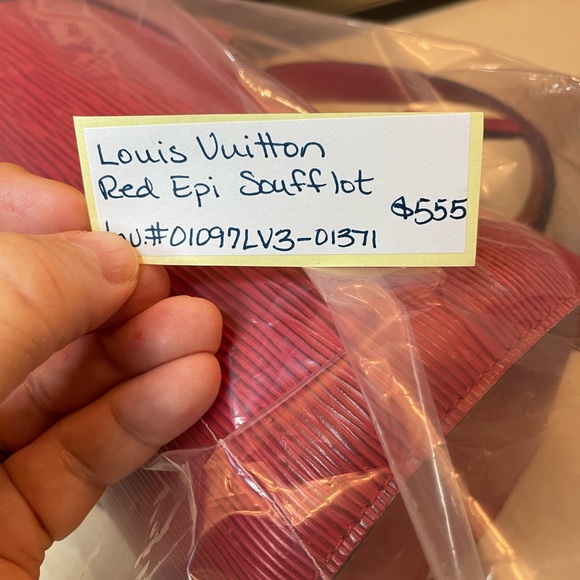 Louis Vuitton
Red Epi Soufflot
$555
#01097LV3-01371